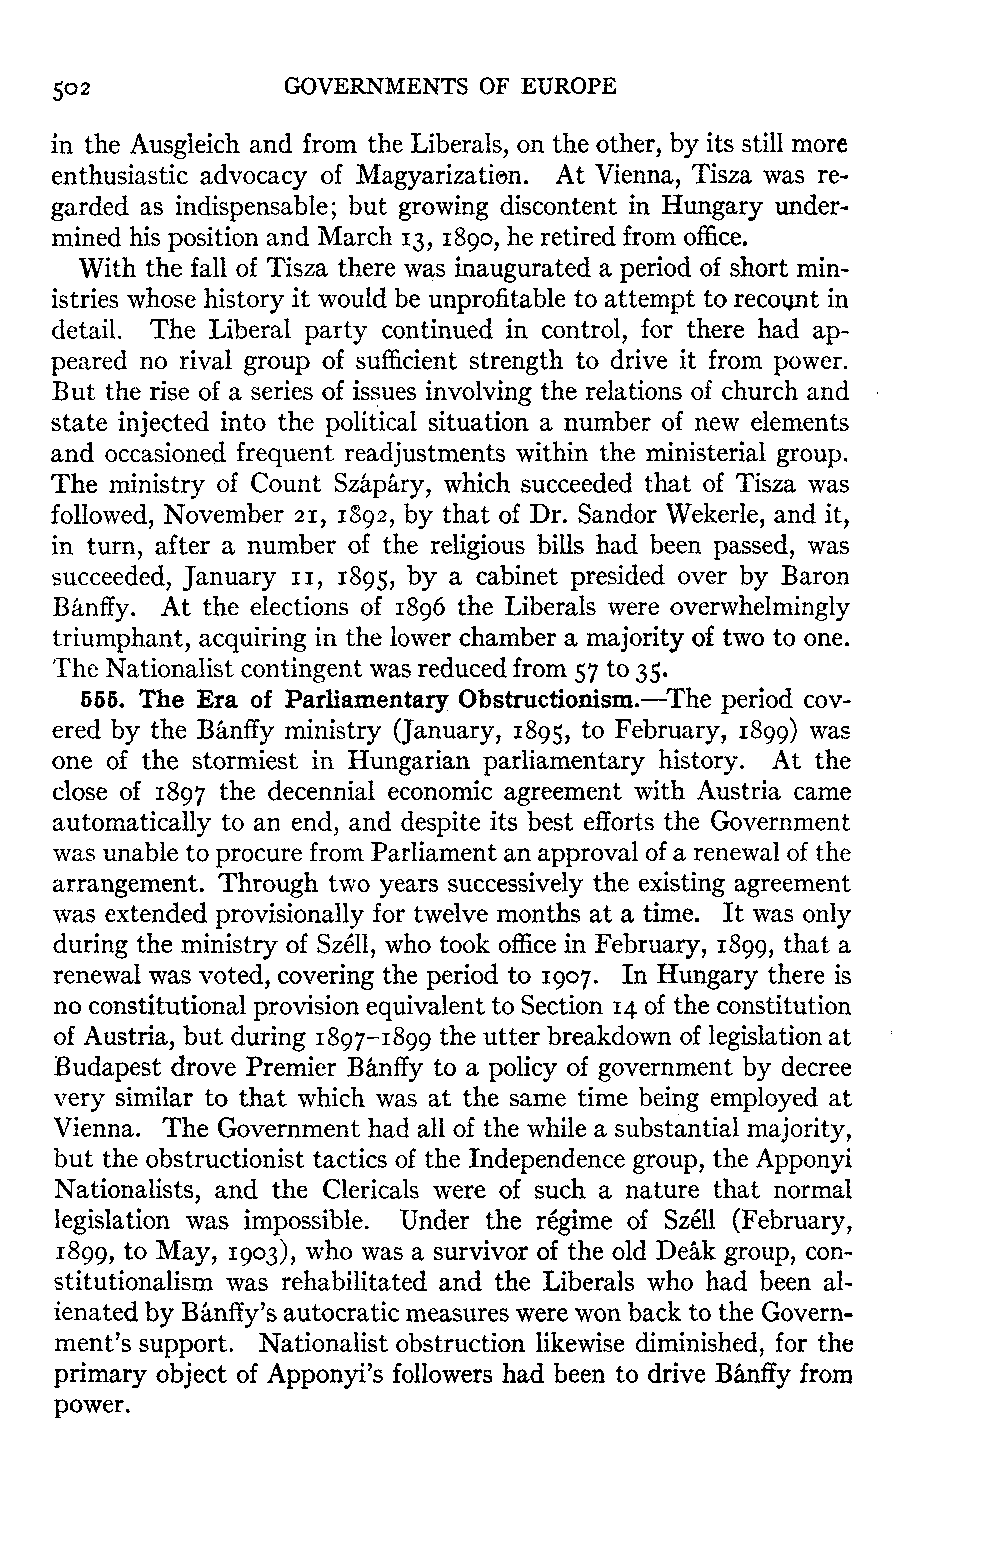 502 GOVERNMENTS OF EUROPE
in the Ausgleich and from the Liberals, on the other, by its still more
enthusiastic advocacy of Magyarization. At Vienna, Tisza was re-
garded as indispensable; but growing discontent in Hungary under-
mined his position and March 13, 1890, he retired from office.
With the fall of Tisza there was inaugurated a period of short min-
istries whose history it would be unprofitable to attempt to recount in
detail. The Liberal party continued in control, for there had ap-
peared no rival group of sufficient strength to drive it from power.
But the rise of a series of issues involving the relations of church and
state injected into the political situation a number of new elements
and occasioned frequent readjustments within the ministerial group.
The ministry of Count Szápáry, which succeeded that of Tisza was
followed, November 21, 1892, by that of Dr. Sandor Wekerle, and it,
in turn, after a number of the religious bills had been passed, was
succeeded, January 11, 1895, by a cabinet presided over by Baron
Bánffy. At the elections of 1896 the Liberals were overwhelmingly
triumphant, acquiring in the lower chamber a majority of two to one.
The Nationalist contingent was reduced from 57 to 35.
555. The Era of Parliamentary Obstructionism.—The period cov-
ered by the Bánffy ministry (January, 1895, to February, 1899) was
one of the stormiest in Hungarian parliamentary history. At the
close of 1897 the decennial economic agreement with Austria came
automatically to an end, and despite its best efforts the Government
was unable to procure from Parliament an approval of a renewal of the
arrangement. Through two years successively the existing agreement
was extended provisionally for twelve months at a time. It was only
during the ministry of Széll, who took office in February, 1899, that a
renewal was voted, covering the period to 1907. In Hungary there is
no constitutional provision equivalent to Section 14 of the constitution
of Austria, but during 1897–1899 the utter breakdown of legislation at
Budapest drove Premier Bánffy to a policy of government by decree
very similar to that which was at the same time being employed at
Vienna. The Government had all of the while a substantial majority,
but the obstructionist tactics of the Independence group, the Apponyi
Nationalists, and the Clericals were of such a nature that normal
legislation was impossible. Under the régime of Széll (February,
1899, to May, 1903), who was a survivor of the old Deák group, con-
stitutionalism was rehabilitated and the Liberals who had been al-
ienated by Bánffy's autocratic measures were won back to the Govern-
ment's support. Nationalist obstruction likewise diminished, for the
primary object of Apponyi's followers had been to drive Bánffy from
power.